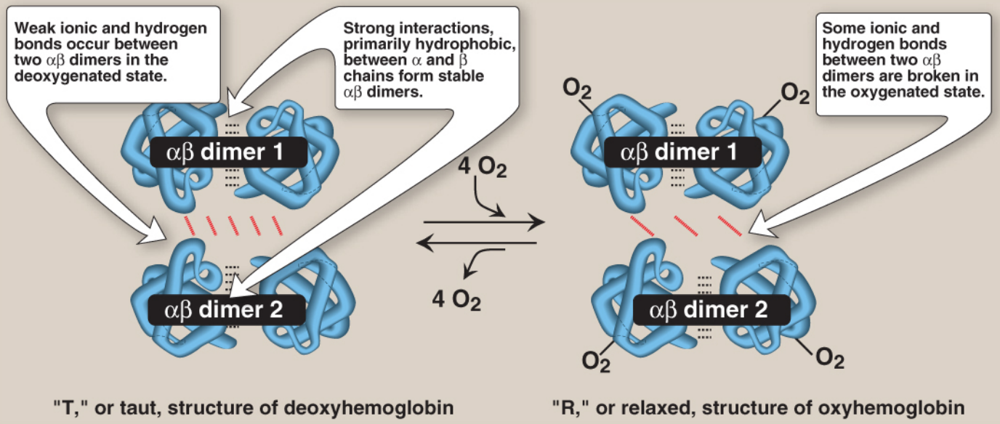 Weak ionic and hydrogen
bonds occur between
two αβ dimers in the
deoxygenated state.
Strong interactions,
primarily hydrophobic,
between α and β
chains form stable
αβ dimers.
Some ionic and
hydrogen bonds
between two αβ
dimers are broken in
the oxygenated state.
αβ dimer 1
αβ dimer 2
4 O2
4 O2
O2
O2
αβ dimer 1
αβ dimer 2
O2
O2
"T," or taut, structure of deoxyhemoglobin
"R," or relaxed, structure of oxyhemoglobin